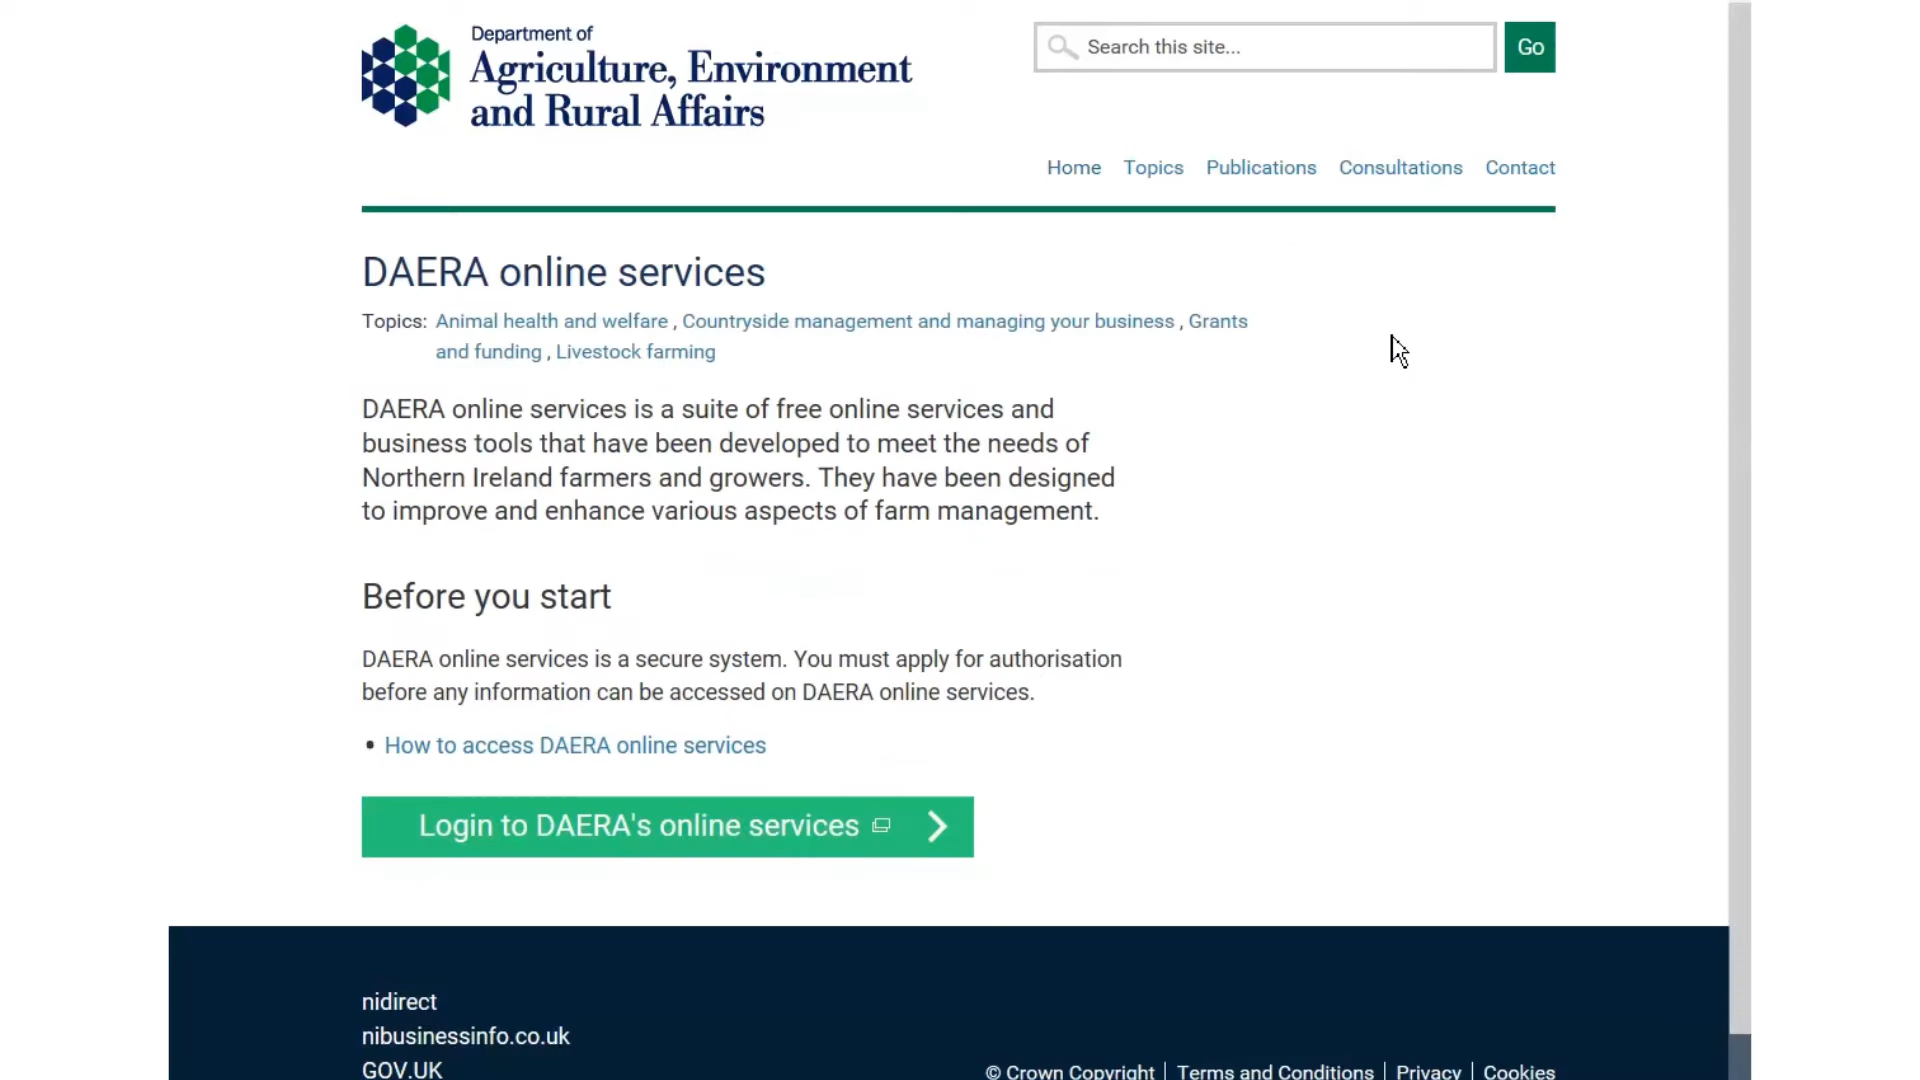 Department of
Agriculture, Environment
and Rural Affairs
Search this site...
Go
Home
Topics
Publications
Consultations
Contact
DAERA online services
Topics: Animal health and welfare , Countryside management and managing your business , Grants
and funding , Livestock farming
DAERA online services is a suite of free online services and
business tools that have been developed to meet the needs of
Northern Ireland farmers and growers. They have been designed
to improve and enhance various aspects of farm management.
Before you start
DAERA online services is a secure system. You must apply for authorisation
before any information can be accessed on DAERA online services.
• How to access DAERA online services
Login to DAERA's online services
nidirect
nibusinessinfo.co.uk
GOV.UK
© Crown Copyright | Terms and Conditions | Privacy | Cookies